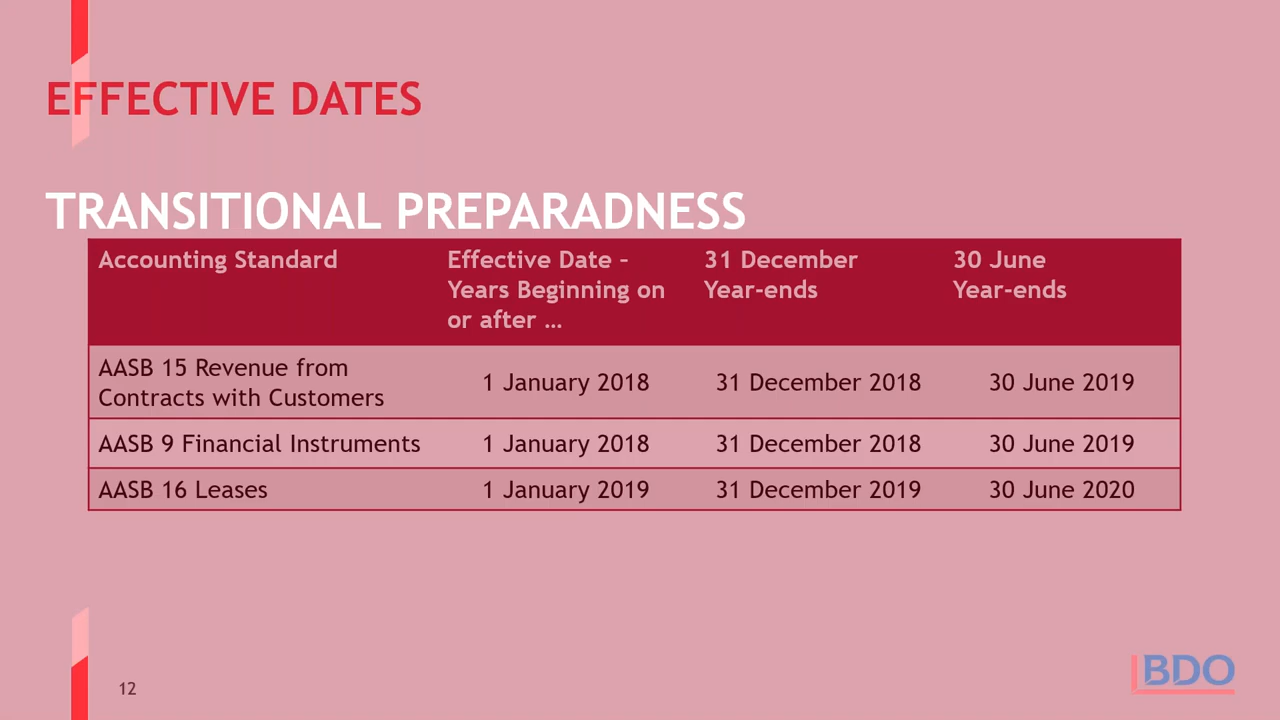 EFFECTIVE DATES
TRANSITIONAL PREPARADNESS
Accounting Standard
Effective Date –
Years Beginning on
or after …
31 December
Year-ends
30 June
Year-ends
AASB 15 Revenue from
Contracts with Customers
1 January 2018
31 December 2018
30 June 2019
AASB 9 Financial Instruments
1 January 2018
31 December 2018
30 June 2019
AASB 16 Leases
1 January 2019
31 December 2019
30 June 2020
12
BDO